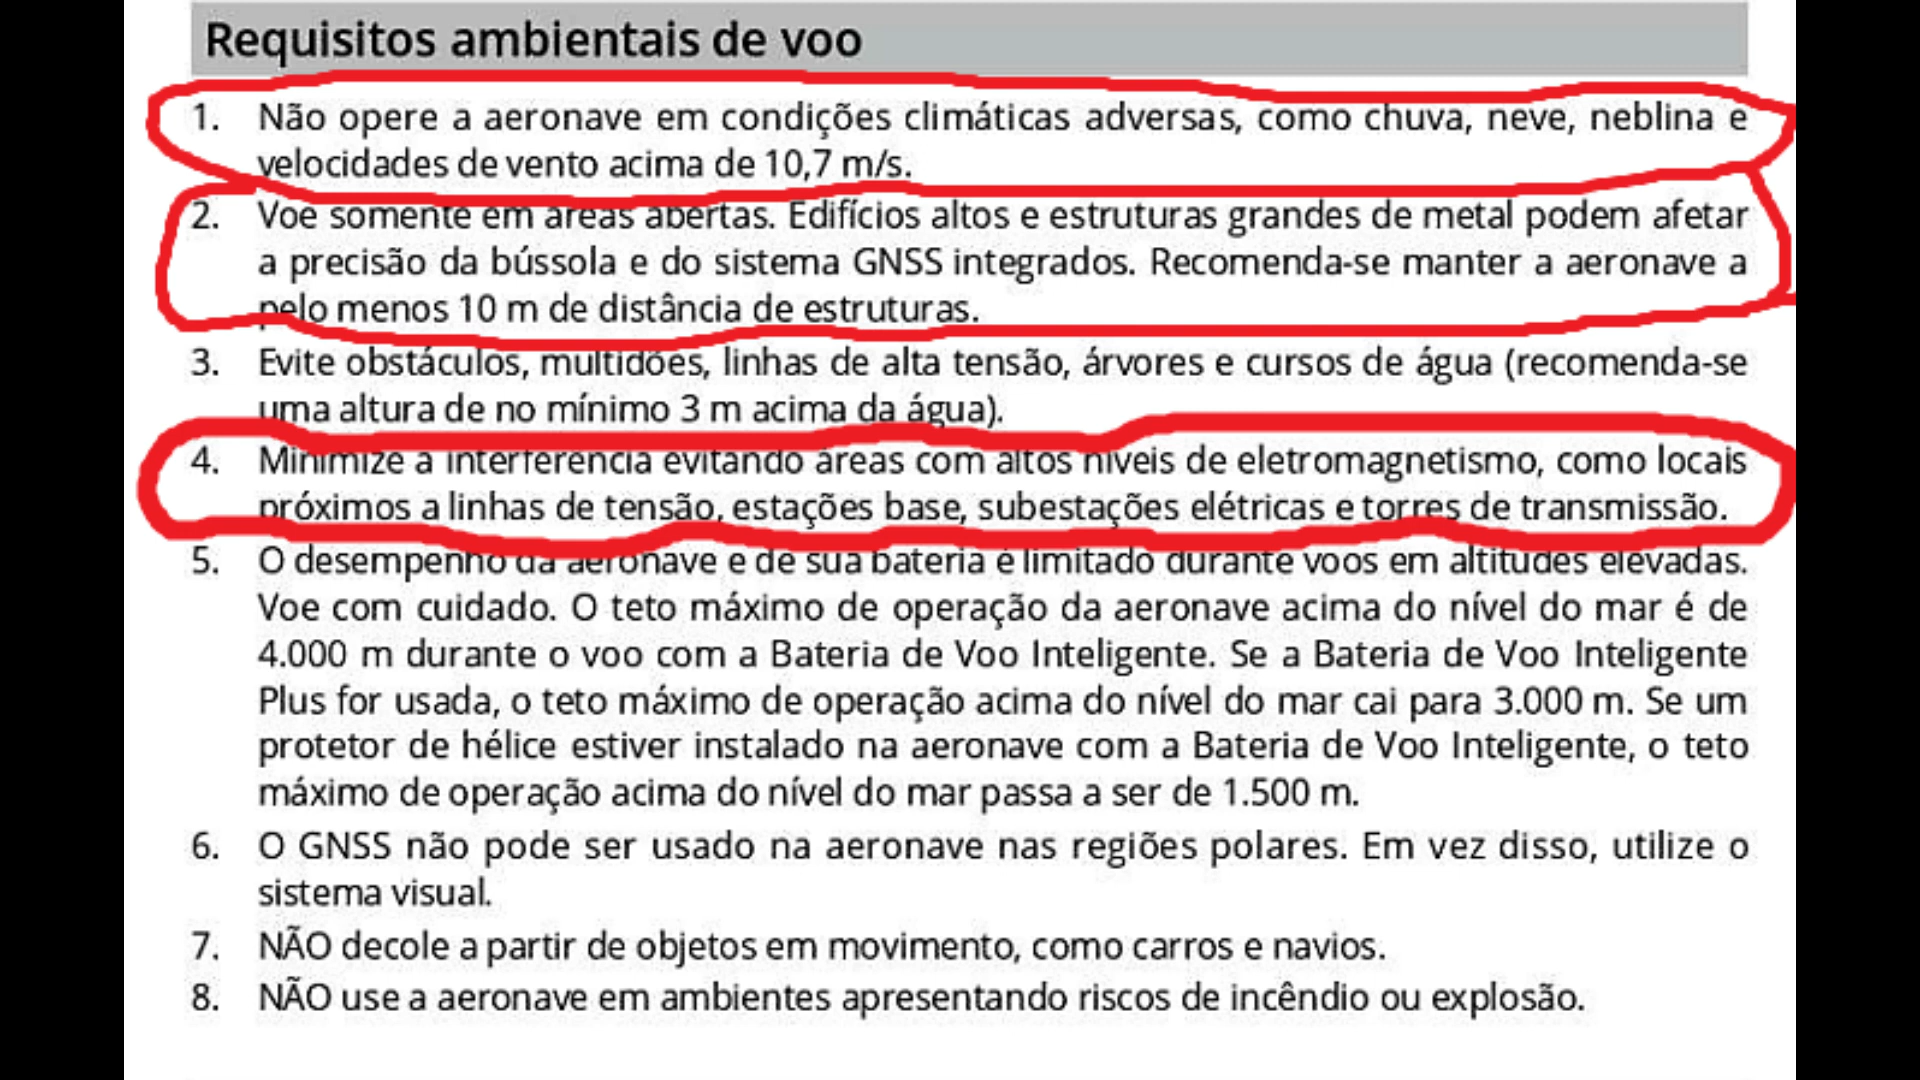 Requisitos ambientais de voo
1. Não opere a aeronave em condições climáticas adversas, como chuva, neve, neblina e
velocidades de vento acima de 10,7 m/s.
2. Voe somente em áreas abertas. Edifícios altos e estruturas grandes de metal podem afetar
a precisão da bússola e do sistema GNSS integrados. Recomenda-se manter a aeronave a
pelo menos 10 m de distância de estruturas.
3. Evite obstáculos, multidões, linhas de alta tensão, árvores e cursos de água (recomenda-se
uma altura de no mínimo 3 m acima da água).
4. Minimize a interferência evitando áreas com altos níveis de eletromagnetismo, como locais
próximos a linhas de tensão, estações base, subestações elétricas e torres de transmissão.
5. O desempenho da aeronave e de sua bateria é limitado durante voos em altitudes elevadas.
Voe com cuidado. O teto máximo de operação da aeronave acima do nível do mar é de
4.000 m durante o voo com a Bateria de Voo Inteligente. Se a Bateria de Voo Inteligente
Plus for usada, o teto máximo de operação acima do nível do mar cai para 3.000 m. Se um
protetor de hélice estiver instalado na aeronave com a Bateria de Voo Inteligente, o teto
máximo de operação acima do nível do mar passa a ser de 1.500 m.
6. O GNSS não pode ser usado na aeronave nas regiões polares. Em vez disso, utilize o
sistema visual.
7. NÃO decole a partir de objetos em movimento, como carros e navios.
8. NÃO use a aeronave em ambientes apresentando riscos de incêndio ou explosão.